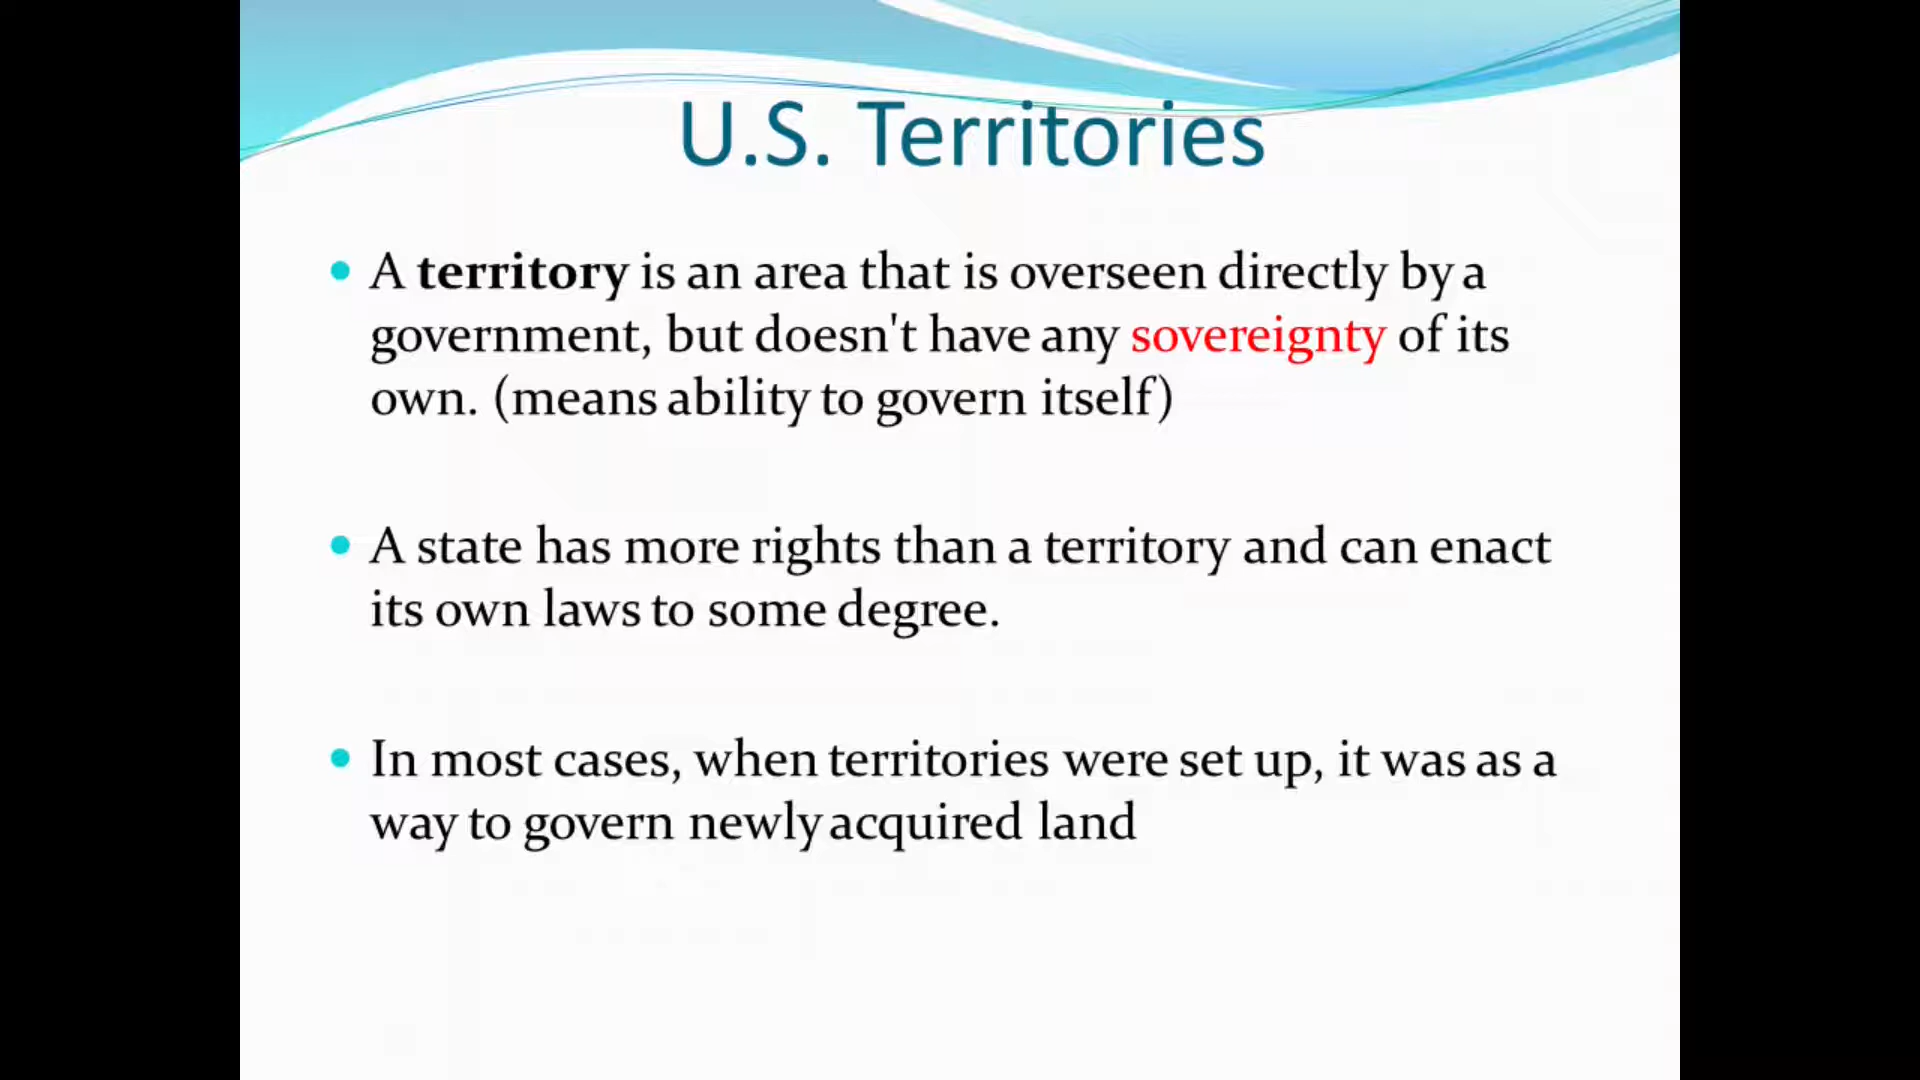 U.S. Territories
A territory is an area that is overseen directly by a
government, but doesn't have any sovereignty of its
own. (means ability to govern itself)
A state has more rights than a territory and can enact
its own laws to some degree.
In most cases, when territories were set up, it was as a
way to govern newly acquired land